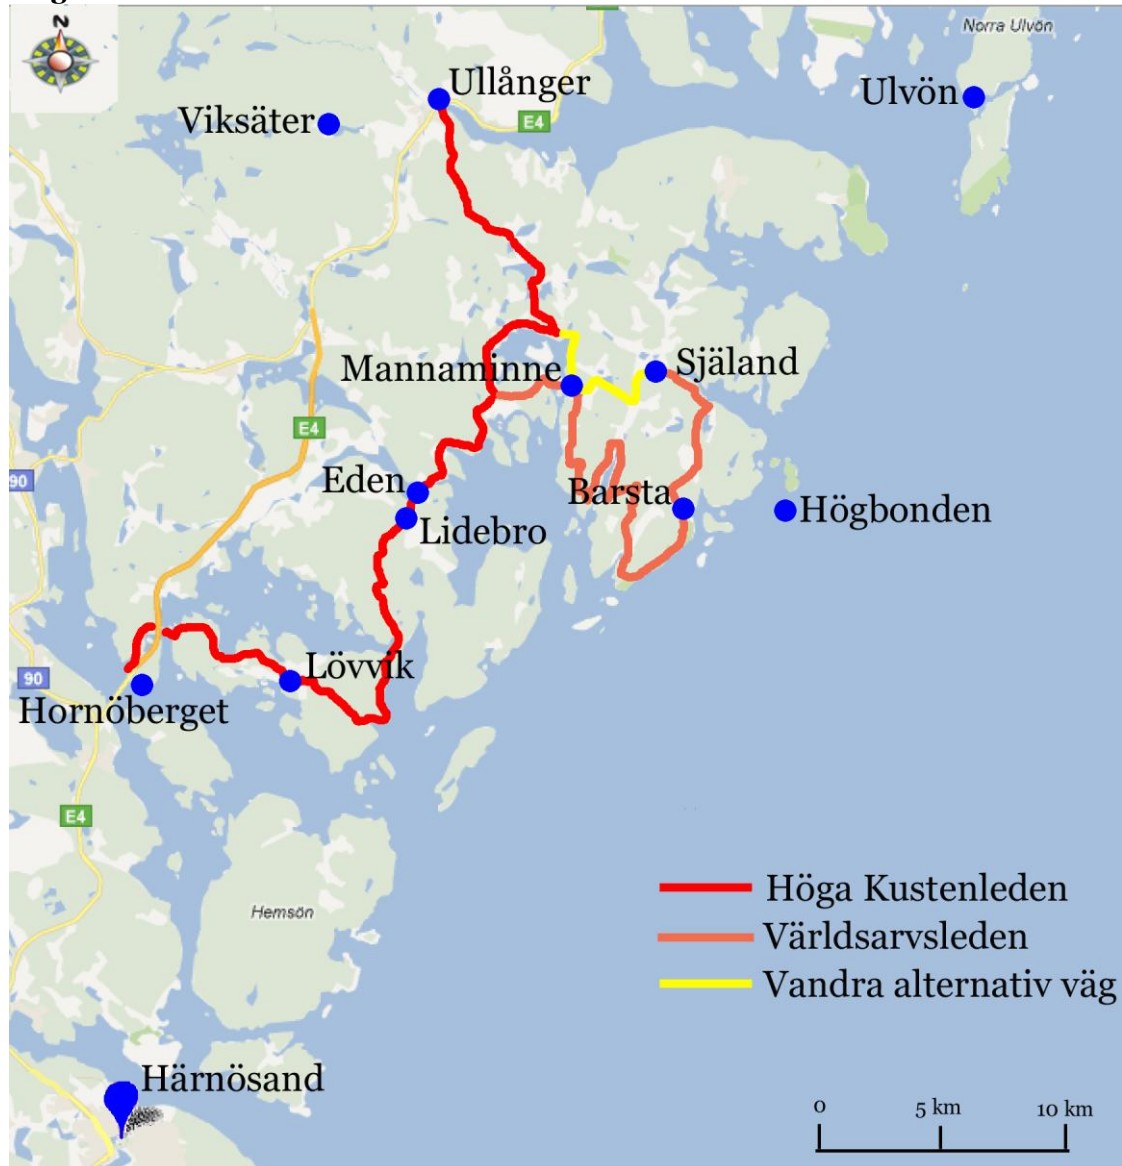 N
Norra Ulvön
Ullånger
Ulvön
Viksäter
E4
Mannaminne
Själand
E4
Eden
90
Barsta
Högbonden
Lidebro
Lövvik
90
Hornöberget
E4
Höga Kustenleden
Hemsön
Världsarvsleden
Vandra alternativ väg
Härnösand
0 5 km 10 km